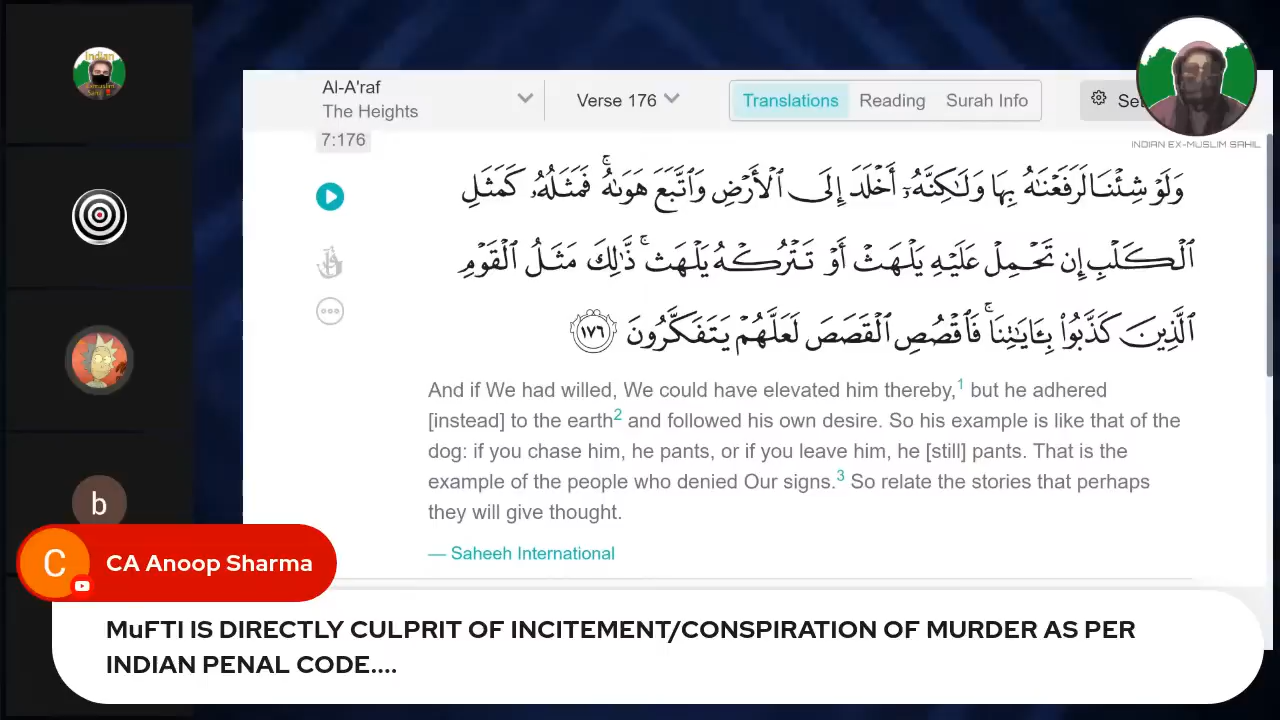 Al-A'raf
The Heights
Verse 176
Translations Reading Surah Info
7:176
INDIAN EX-MUSLIM SAHIL
وَلَوْ شِئْنَا لَرَفَعْنَـٰهُ بِهَا وَلَـٰكِنَّهُۥٓ أَخْلَدَ إِلَى ٱلْأَرْضِ وَٱتَّبَعَ هَوَىٰهُ ۚ فَمَثَلُهُۥ كَمَثَلِ
ٱلْكَلْبِ إِن تَحْمِلْ عَلَيْهِ يَلْهَثْ أَوْ تَتْرُكْهُ يَلْهَث ۚ ذَّٰلِكَ مَثَلُ ٱلْقَوْمِ
ٱلَّذِينَ كَذَّبُوا۟ بِـَٔايَـٰتِنَا ۚ فَٱقْصُصِ ٱلْقَصَصَ لَعَلَّهُمْ يَتَفَكَّرُونَ ١٧٦
And if We had willed, We could have elevated him thereby,1 but he adhered
[instead] to the earth2 and followed his own desire. So his example is like that of the
dog: if you chase him, he pants, or if you leave him, he [still] pants. That is the
example of the people who denied Our signs.3 So relate the stories that perhaps
they will give thought.
— Saheeh International
b
C
CA Anoop Sharma
MuFTI IS DIRECTLY CULPRIT OF INCITEMENT/CONSPIRATION OF MURDER AS PER
INDIAN PENAL CODE....